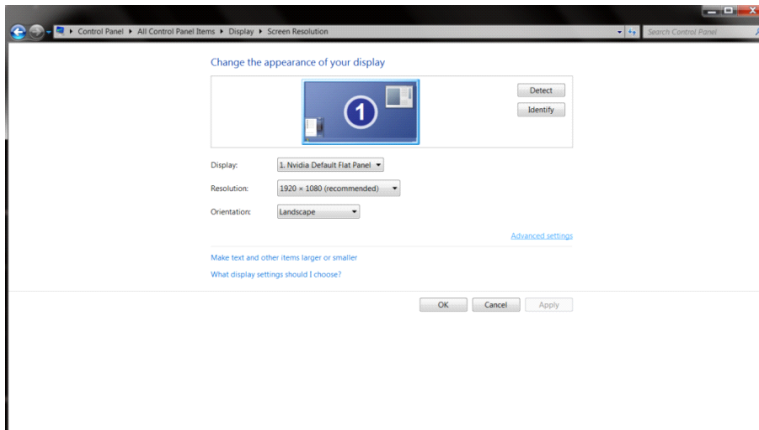 Control Panel ▸ All Control Panel Items ▸ Display ▸ Screen Resolution
Search Control Panel
Change the appearance of your display
1
Detect
Identify
Display: 1. Nvidia Default Flat Panel
Resolution: 1920 × 1080 (recommended)
Orientation: Landscape
Advanced settings
Make text and other items larger or smaller
What display settings should I choose?
OK Cancel Apply